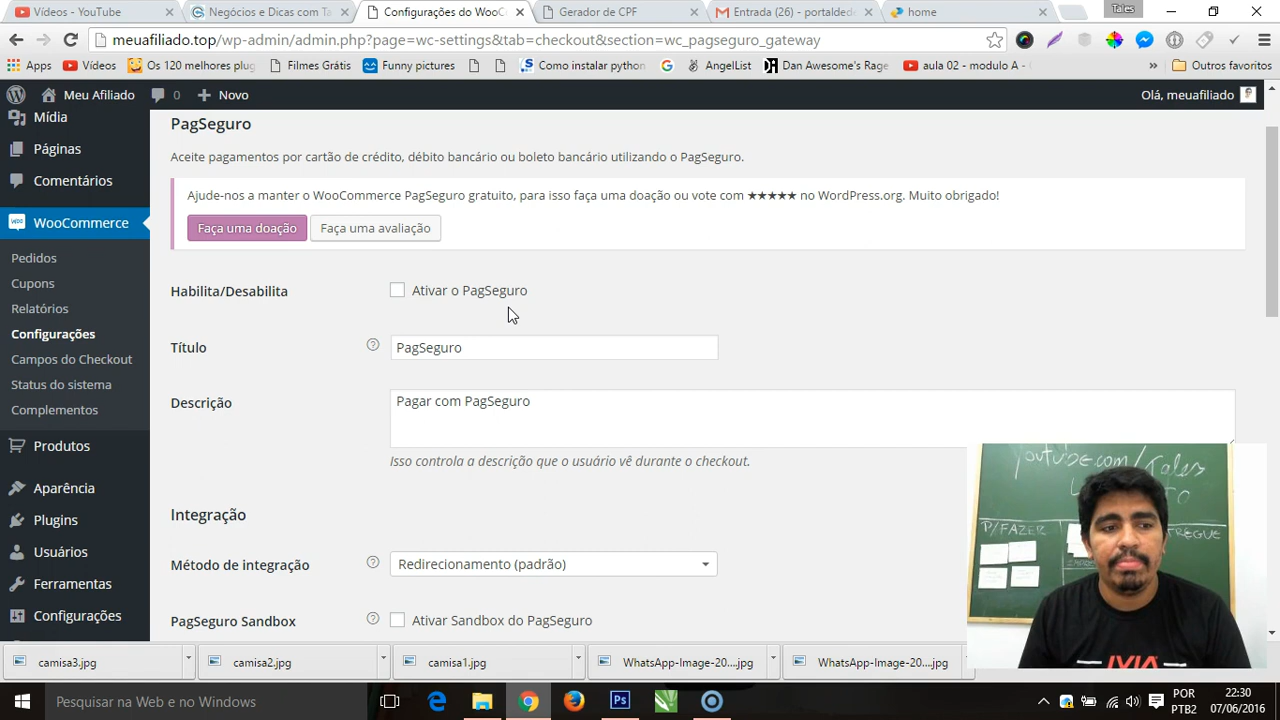 Vídeos - YouTube
Negócios e Dicas com Ta
Configurações do WooC
Gerador de CPF
Entrada (26) - portaldede
home
Tales
meuafiliado.top/wp-admin/admin.php?page=wc-settings&tab=checkout&section=wc_pagseguro_gateway
Apps
Vídeos
Os 120 melhores plug
Filmes Grátis
Funny pictures
Como instalar python
AngelList
Dan Awesome's Rage
aula 02 - modulo A -
Outros favoritos
Meu Afiliado
0
Novo
Olá, meuafiliado
Mídia
Páginas
Comentários
WooCommerce
Pedidos
Cupons
Relatórios
Configurações
Campos do Checkout
Status do sistema
Complementos
Produtos
Aparência
Plugins
Usuários
Ferramentas
Configurações
PagSeguro
Aceite pagamentos por cartão de crédito, débito bancário ou boleto bancário utilizando o PagSeguro.
Ajude-nos a manter o WooCommerce PagSeguro gratuito, para isso faça uma doação ou vote com ★★★★★ no WordPress.org. Muito obrigado!
Faça uma doação
Faça uma avaliação
Habilita/Desabilita
Ativar o PagSeguro
Título
PagSeguro
Descrição
Pagar com PagSeguro
Isso controla a descrição que o usuário vê durante o checkout.
Integração
Método de integração
Redirecionamento (padrão)
PagSeguro Sandbox
Ativar Sandbox do PagSeguro
youtube.com/Tales
P/FAZER
camisa3.jpg
camisa2.jpg
camisa1.jpg
WhatsApp-Image-20....jpg
WhatsApp-Image-20....jpg
Pesquisar na Web e no Windows
POR
PTB2
22:30
07/06/2016